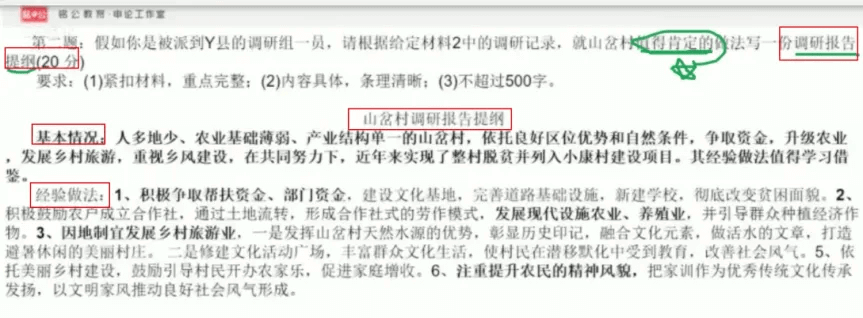 铭公教育·申论工作室
第二题：假如你是被派到Y县的调研组一员，请根据给定材料2中的调研记录，就山岔村值得肯定的做法写一份调研报告
提纲(20 分)
要求：(1)紧扣材料，重点完整；(2)内容具体，条理清晰；(3)不超过500字。
山岔村调研报告提纲
基本情况：人多地少、农业基础薄弱、产业结构单一的山岔村，依托良好区位优势和自然条件，争取资金，升级农业
，发展乡村旅游，重视乡风建设，在共同努力下，近年来实现了整村脱贫并列入小康村建设项目。其经验做法值得学习借
鉴。
经验做法：1、积极争取帮扶资金、部门资金，建设文化基地，完善道路基础设施，新建学校，彻底改变贫困面貌。2、
积极鼓励农户成立合作社，通过土地流转，形成合作社式的劳作模式，发展现代设施农业、养殖业，并引导群众种植经济作
物。3、因地制宜发展乡村旅游业，一是发挥山岔村天然水源的优势，彰显历史印记，融合文化元素，做活水的文章，打造
避暑休闲的美丽村庄。 二是修建文化活动广场，丰富群众文化生活，使村民在潜移默化中受到教育，改善社会风气。5、依
托美丽乡村建设，鼓励引导村民开办农家乐，促进家庭增收。6、注重提升农民的精神风貌，把家训作为优秀传统文化传承
发扬，以文明家风推动良好社会风气形成。